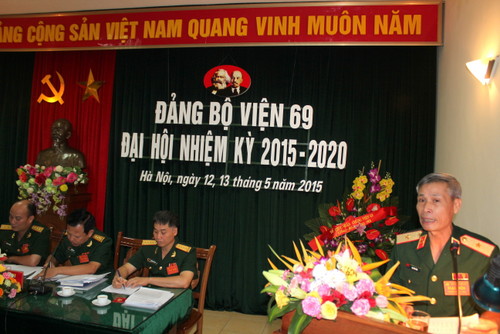 ĐẢNG CỘNG SẢN VIỆT NAM QUANG VINH MUÔN NĂM
ĐẢNG BỘ VIỆN 69
ĐẠI HỘI NHIỆM KỲ 2015-2020
Hà Nội, ngày 12, 13 tháng 5 năm 2015